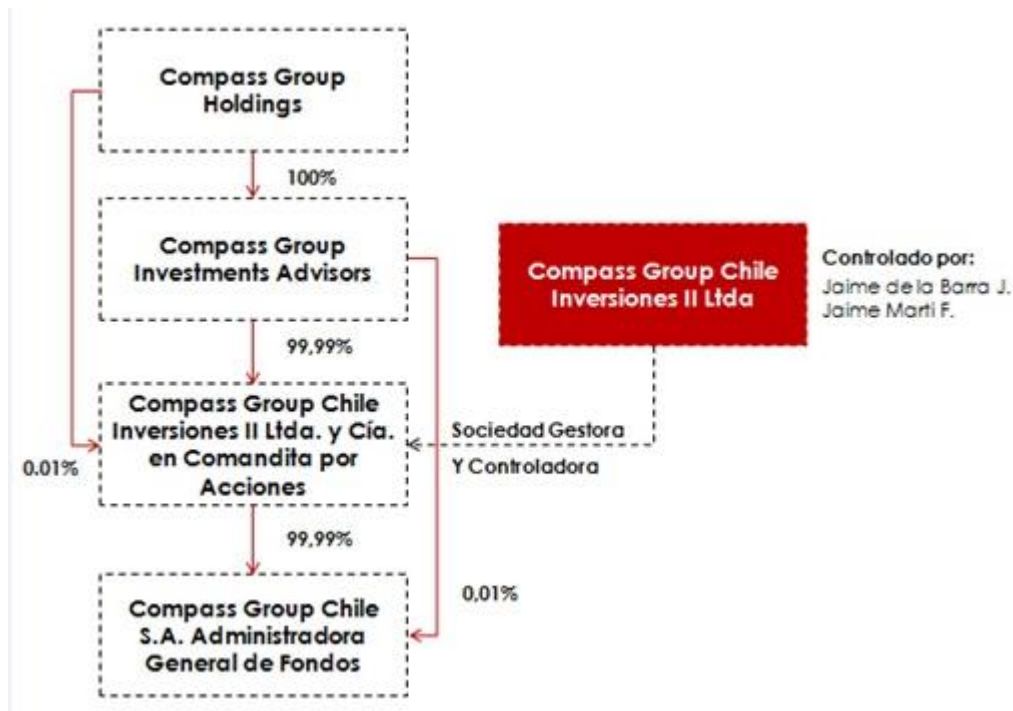 Compass Group
Holdings
100%
Compass Group
Investments Advisors
99,99%
Compass Group Chile
Inversiones II Ltda
Controlado por:
Jaime de la Barra J.
Jaime Marti F.
Compass Group Chile
Inversiones II Ltda. y Cía.
en Comandita por
Acciones
Sociedad Gestora
Y Controladora
0.01%
99,99%
0,01%
Compass Group Chile
S.A. Administradora
General de Fondos